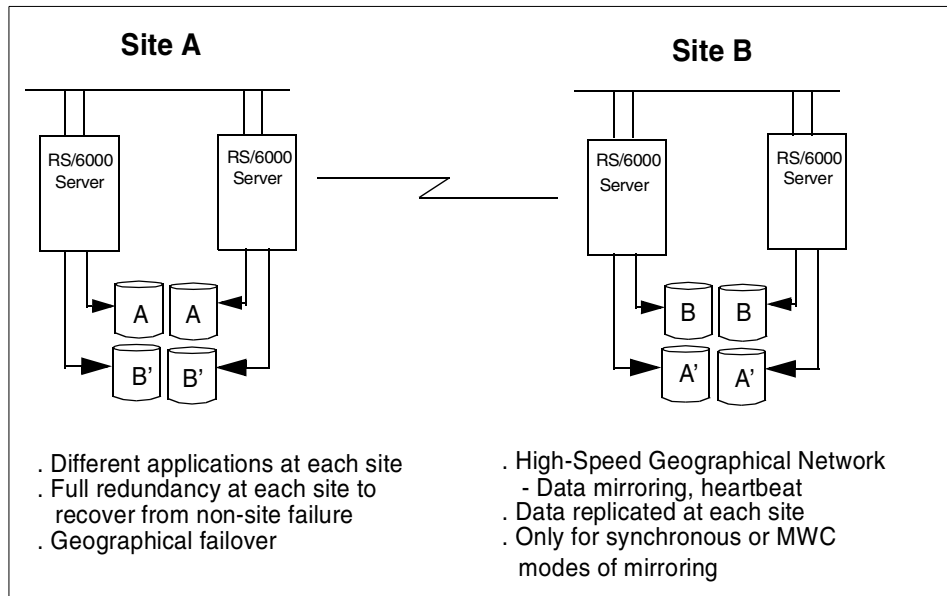 Site A
RS/6000
Server
RS/6000
Server
A
A
B'
B'
. Different applications at each site
. Full redundancy at each site to
recover from non-site failure
. Geographical failover
Site B
RS/6000
Server
RS/6000
Server
B
B
A'
A'
. High-Speed Geographical Network
- Data mirroring, heartbeat
. Data replicated at each site
. Only for synchronous or MWC
modes of mirroring